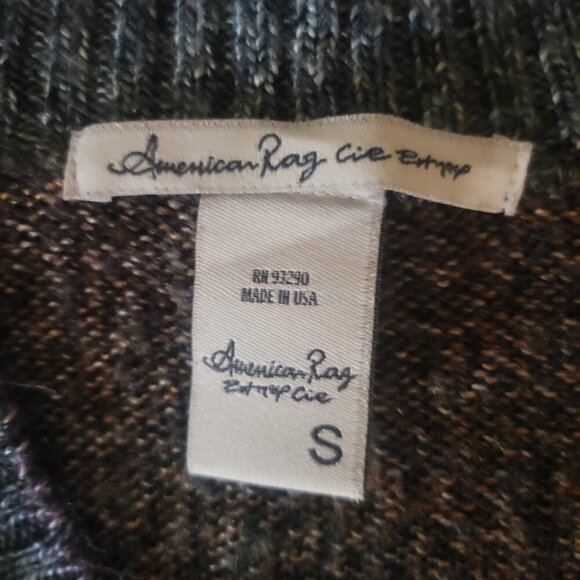 American Rag Cie
RN 93290
MADE IN USA
American Rag
Cie
S